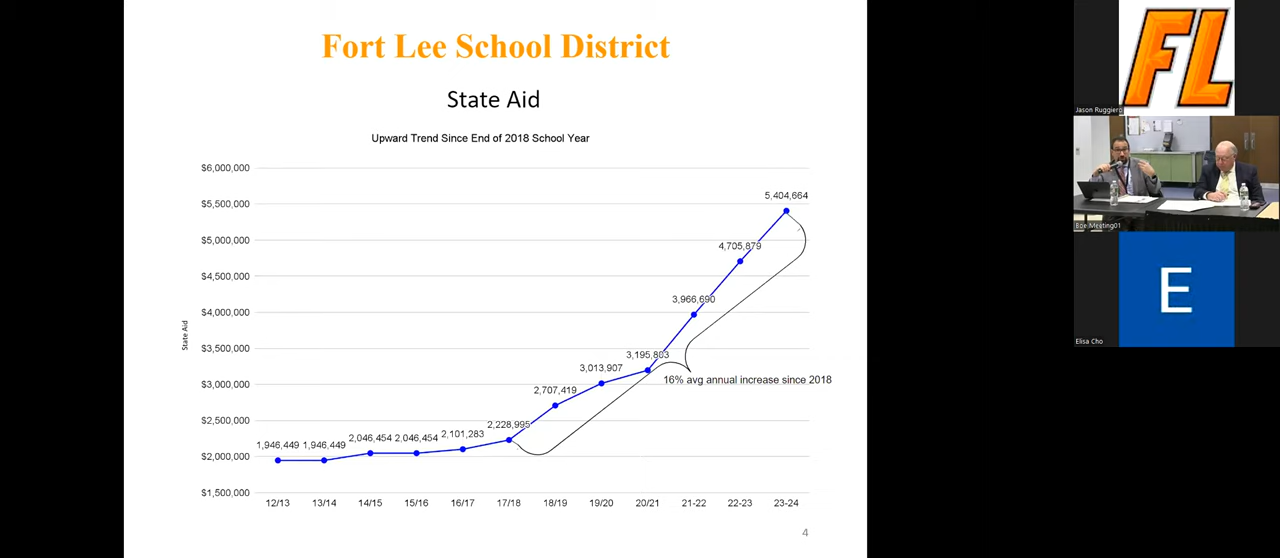 Fort Lee School District
State Aid
Upward Trend Since End of 2018 School Year
$6,000,000
$5,500,000
$5,000,000
$4,500,000
$4,000,000
$3,500,000
$3,000,000
$2,500,000
$2,000,000
$1,500,000
State Aid
1,946,449 1,946,449 2,046,454 2,046,454 2,101,283 2,228,995 2,707,419 3,013,907 3,195,803 3,966,690 4,705,879 5,404,664
16% avg annual increase since 2018
12/13 13/14 14/15 15/16 16/17 17/18 18/19 19/20 20/21 21-22 22-23 23-24
4
FL
Jason Ruggiero
Boe Meeting01
E
Elisa Cho